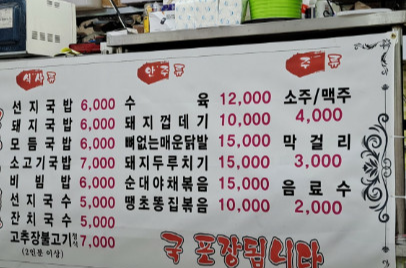 식사류
선지국밥 6,000
돼지국밥 6,000
모듬국밥 6,000
소고기국밥 7,000
비빔밥 6,000
선지국수 5,000
잔치국수 5,000
고추장불고기 7,000
(2인분 이상)
안주류
수육 12,000
돼지껍데기 10,000
뼈없는매운닭발 15,000
돼지두루치기 15,000
순대야채볶음 15,000
땡초똥집볶음 10,000
주류
소주/맥주
4,000
막걸리
3,000
음료수
2,000
국 포장됩니다